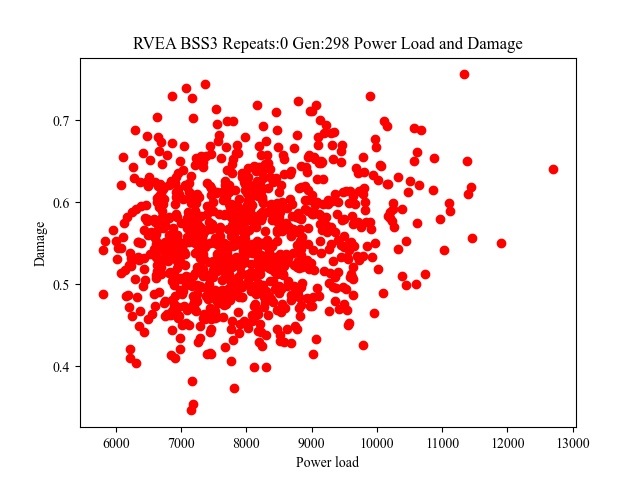 RVEA BSS3 Repeats:0 Gen:298 Power Load and Damage
0.7
0.6
0.5
0.4
Damage
6000 7000 8000 9000 10000 11000 12000 13000
Power load